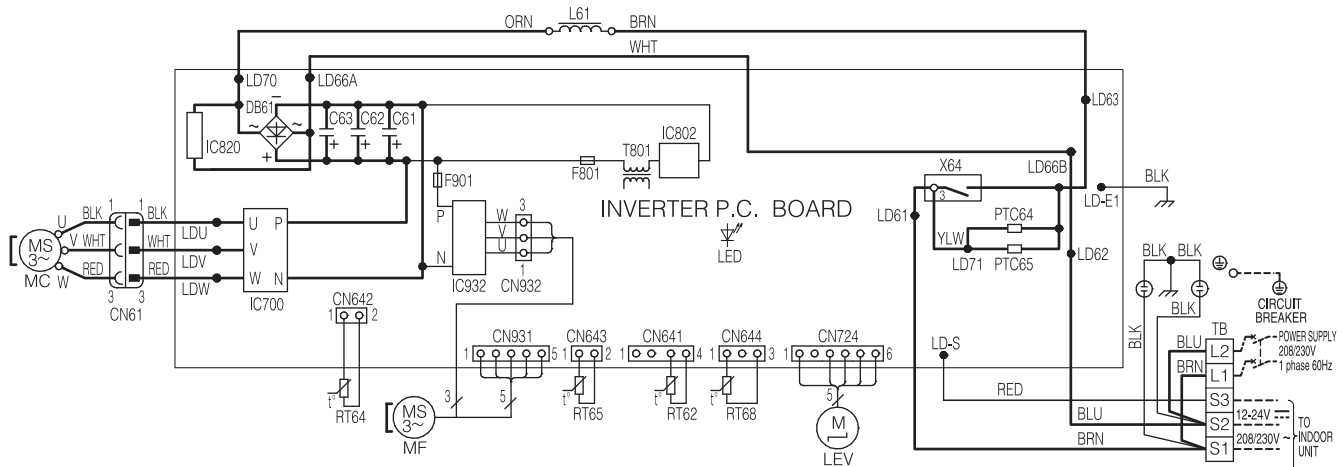 L61
ORN
BRN
WHT
LD70
LD66A
LD63
DB61
−
~
~
+
IC820
C63
C62
C61
+
+
+
T801
IC802
F801
F901
X64
3
LD66B
BLK
LD-E1
INVERTER P.C. BOARD
LED
LD61
PTC64
YLW
PTC65
LD71
LD62
U
BLK
1
1
BLK
LDU
U
P
V
WHT
WHT
LDV
V
RED
RED
LDW
W
N
W
3
3
MS
3~
MC
CN61
IC700
P
N
W
V
U
3
1
IC932
CN932
BLK
BLK
BLK
BLK
CIRCUIT
BREAKER
TB
BLU
L2
POWER SUPPLY
208/230V
1 phase 60Hz
BRN
L1
LD-S
RED
S3
12-24V
BLU
S2
208/230V ~
BRN
S1
TO
INDOOR
UNIT
CN642
1
2
CN931
1
5
CN643
1
2
CN641
1
4
CN644
1
3
CN724
1
6
t°
RT64
3
5
t°
RT65
t°
RT62
t°
RT68
5
MS
3~
MF
M
LEV